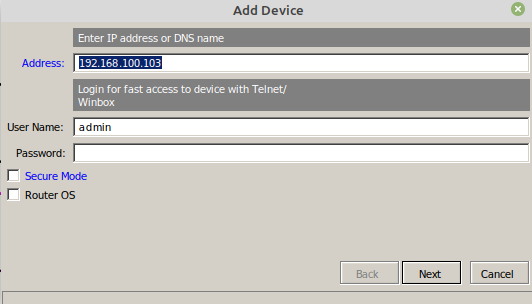 Add Device
Enter IP address or DNS name
Address: 192.168.100.103
Login for fast access to device with Telnet/
Winbox
User Name: admin
Password:
Secure Mode
Router OS
Back Next Cancel